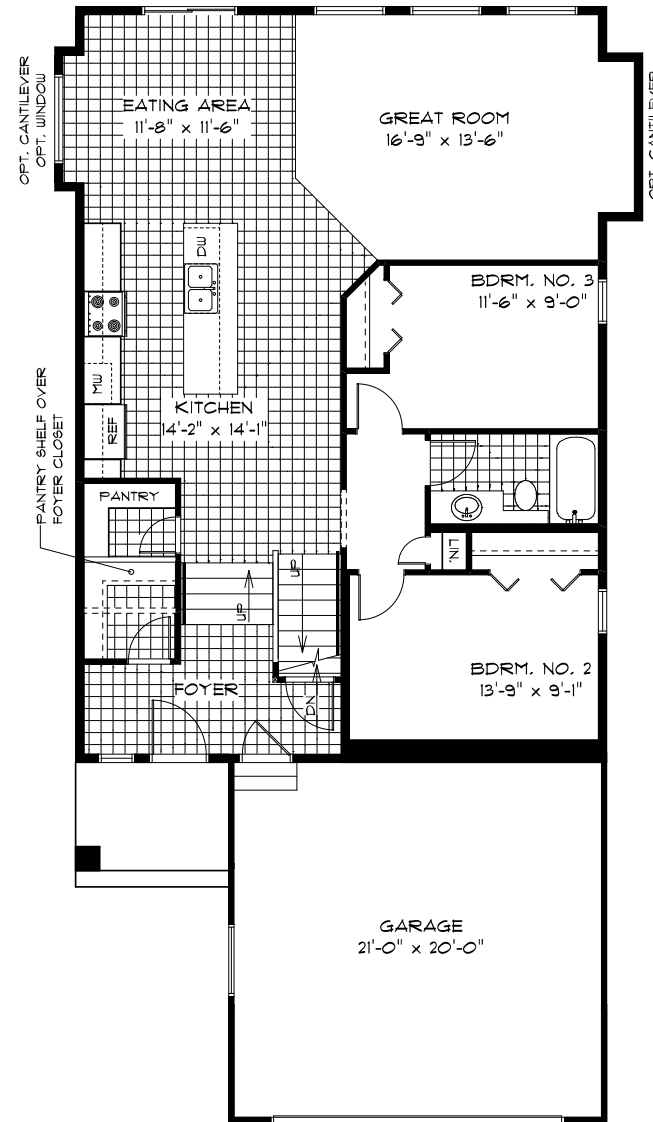 OPT. CANTILEVER
OPT. WINDOW
EATING AREA
11'-8" x 11'-6"
GREAT ROOM
16'-9" x 13'-6"
OPT. CANTILEVER
DW
BDRM. NO. 3
11'-6" x 9'-0"
MW
REF
KITCHEN
14'-2" x 14'-1"
PANTRY SHELF OVER
FOYER CLOSET
PANTRY
LIN.
UP
UP
BDRM. NO. 2
13'-9" x 9'-1"
FOYER
DN
GARAGE
21'-0" x 20'-0"